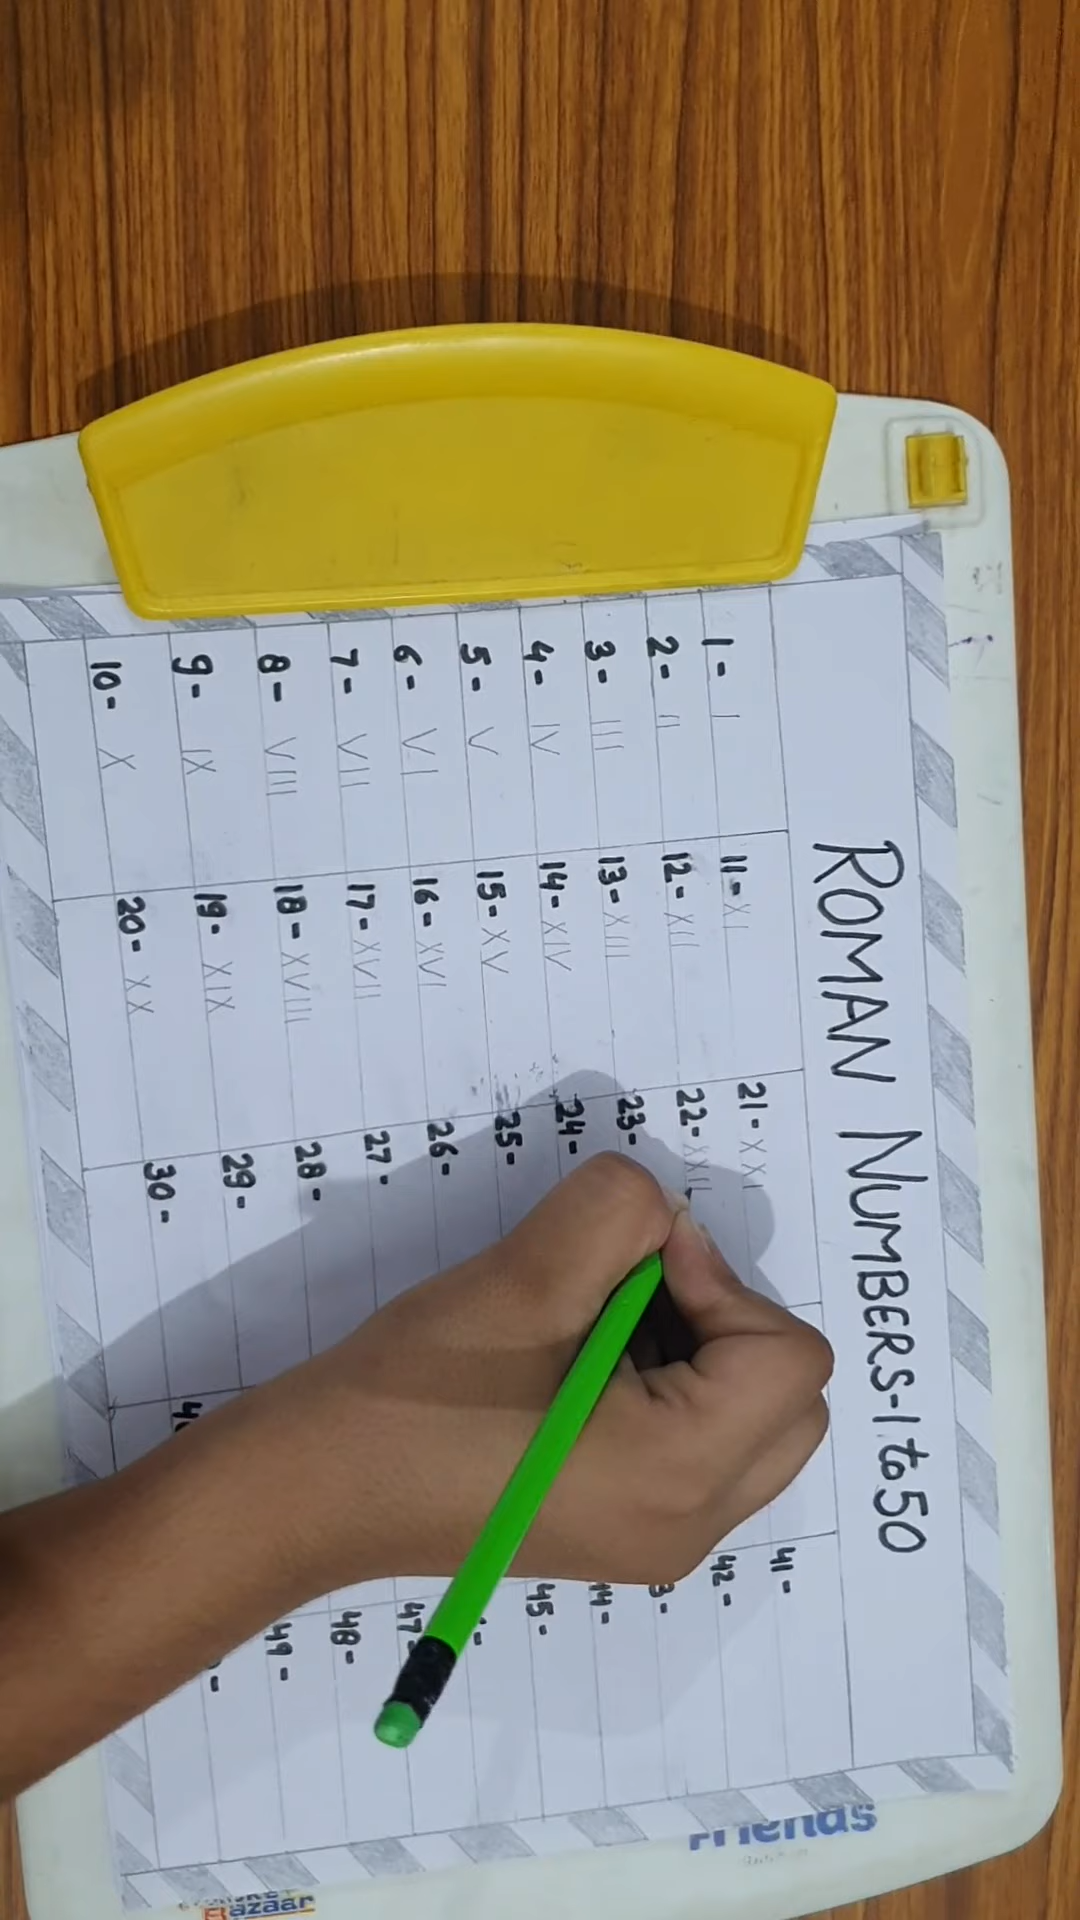 ROMAN NUMBERS-1 to 50
1 - I
2 - II
3 - III
4 - IV
5 - V
6 - VI
7 - VII
8 - VIII
9 - IX
10 - X
11 - XI
12 - XII
13 - XIII
14 - XIV
15 - XV
16 - XVI
17 - XVII
18 - XVIII
19 - XIX
20 - XX
21 - XXI
22 - XXII
23 -
24 -
25 -
26 -
27 -
28 -
29 -
30 -
41 -
42 -
45 -
47 -
48 -
49 -
Friends
Bazaar